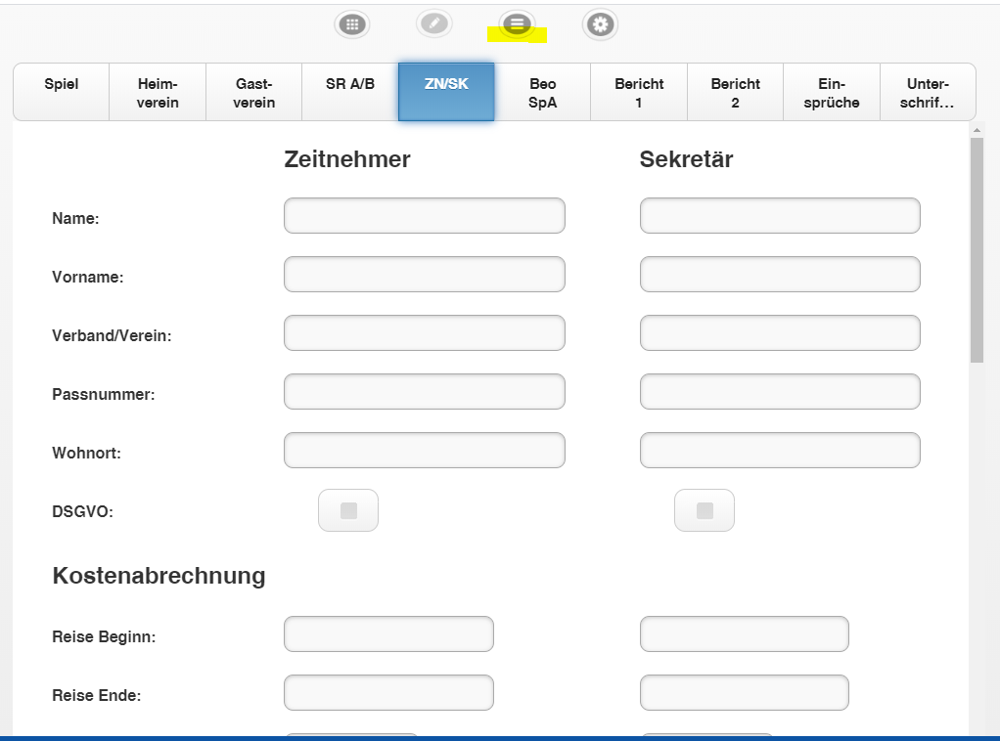 Spiel
Heim-
verein
Gast-
verein
SR A/B
ZN/SK
Beo
SpA
Bericht
1
Bericht
2
Ein-
sprüche
Unter-
schrif...
Zeitnehmer
Sekretär
Name:
Vorname:
Verband/Verein:
Passnummer:
Wohnort:
DSGVO:
Kostenabrechnung
Reise Beginn:
Reise Ende: